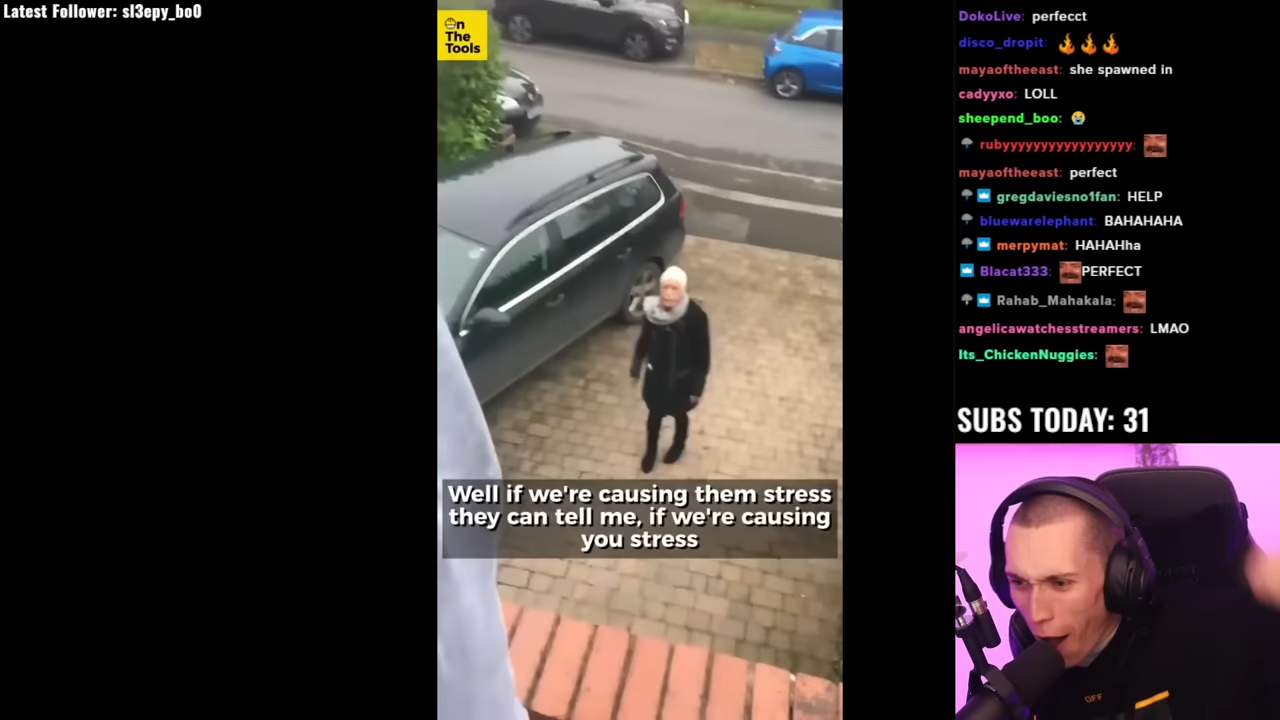 Latest Follower: sl3epy_bo0
On
The
Tools
Well if we're causing them stress
they can tell me, if we're causing
you stress
DokoLive: perfecct
disco_dropit:
mayaoftheeast: she spawned in
cadyyxo: LOLL
sheepend_boo:
rubyyyyyyyyyyyyyyyyy:
mayaoftheeast: perfect
gregdaviesno1fan: HELP
bluewarelephant: BAHAHAHA
merpymat: HAHAHha
Blacat333: PERFECT
Rahab_Mahakala:
angelicawatchesstreamers: LMAO
Its_ChickenNuggies:
SUBS TODAY: 31
OFF